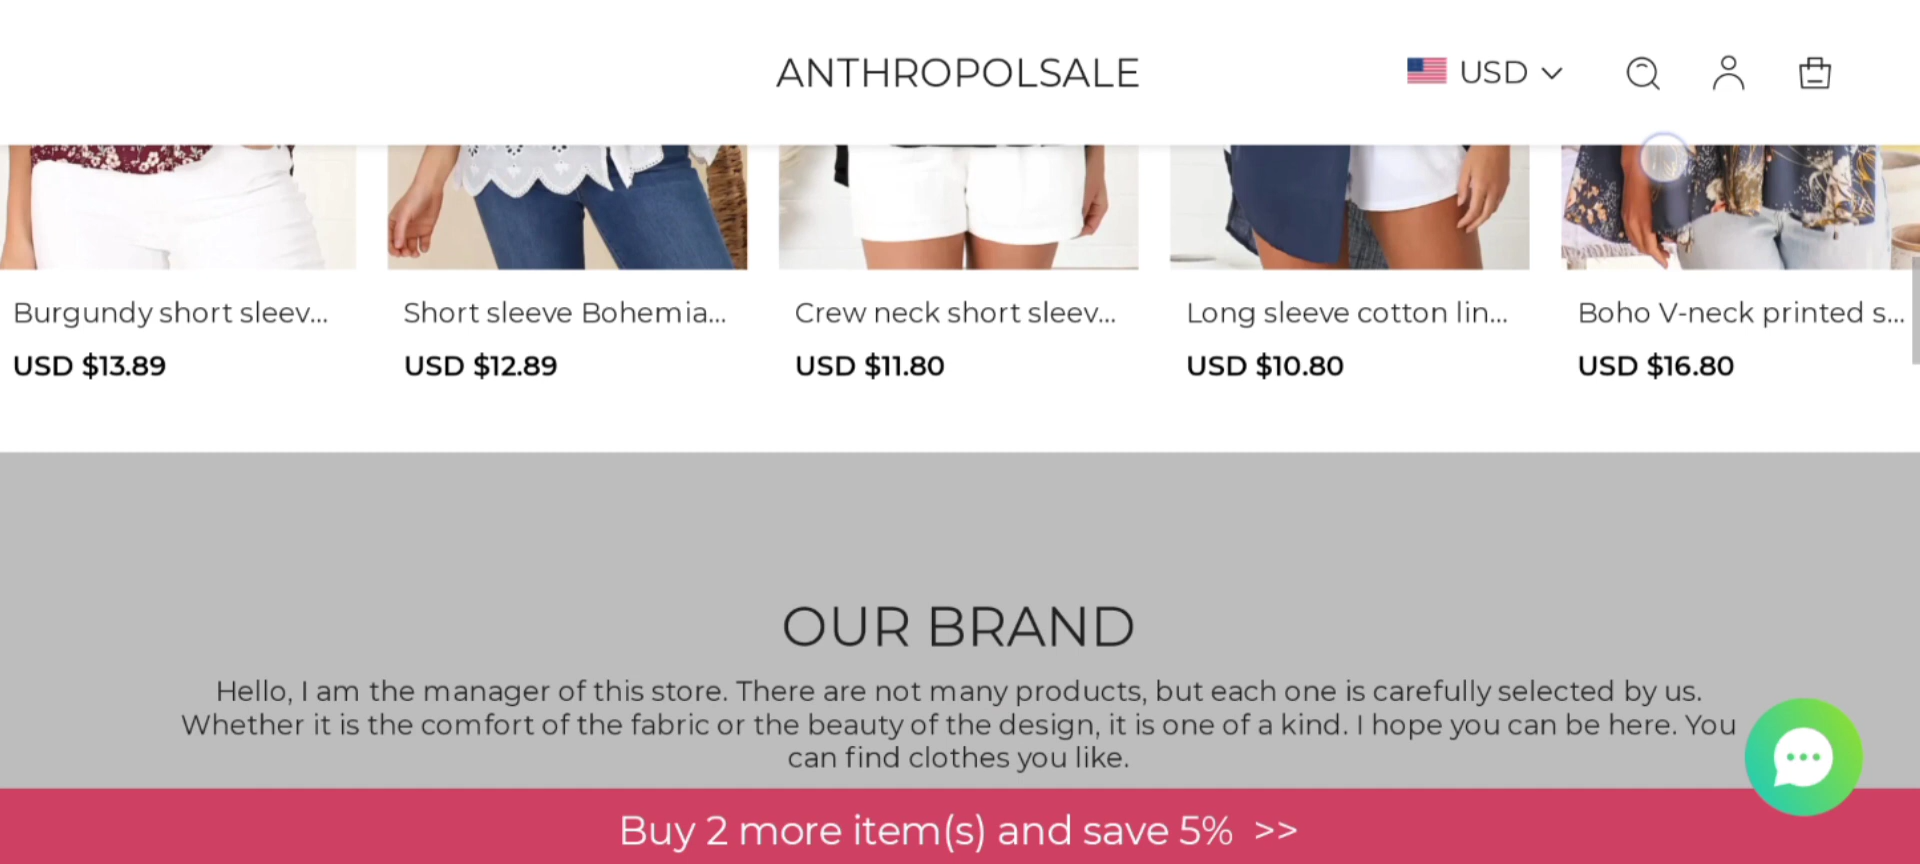 ANTHROPOLSALE
USD
Burgundy short sleev...
Short sleeve Bohemia...
Crew neck short sleev...
Long sleeve cotton lin...
Boho V-neck printed s...
USD $13.89
USD $12.89
USD $11.80
USD $10.80
USD $16.80
OUR BRAND
Hello, I am the manager of this store. There are not many products, but each one is carefully selected by us.
Whether it is the comfort of the fabric or the beauty of the design, it is one of a kind. I hope you can be here. You
can find clothes you like.
Buy 2 more item(s) and save 5% >>